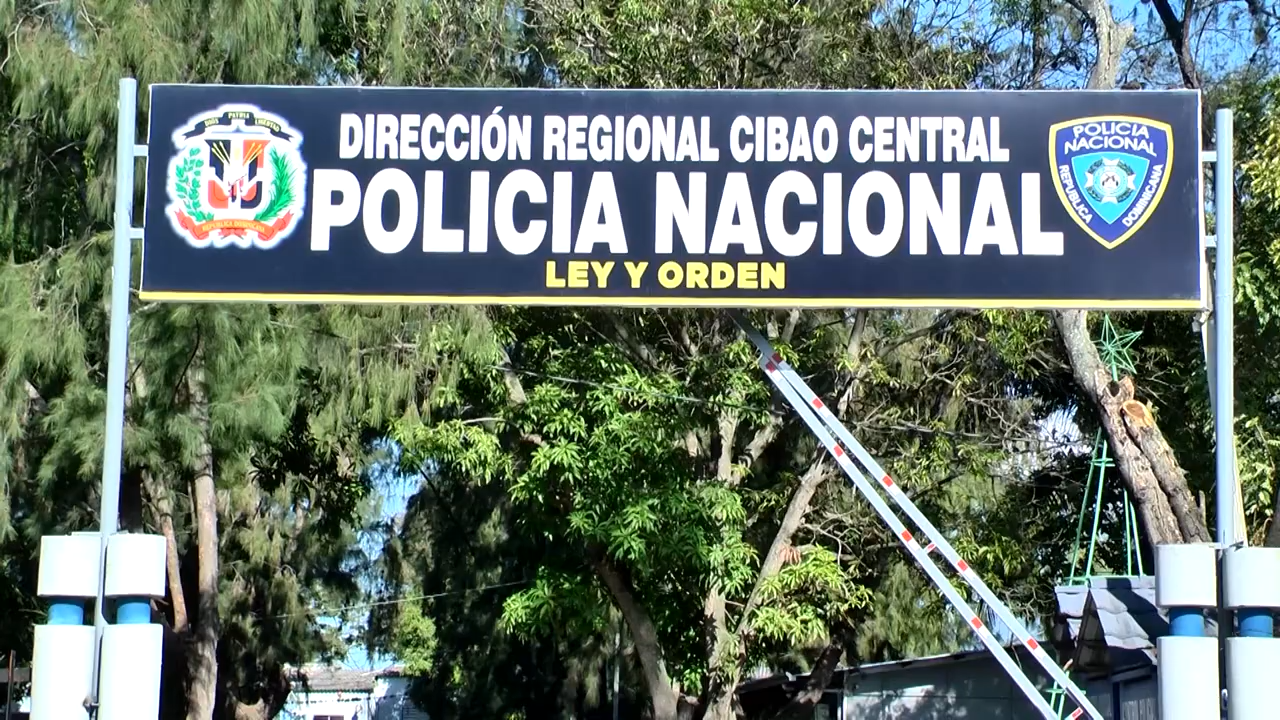 DIOS PATRIA LIBERTAD
REPUBLICA DOMINICANA
DIRECCIÓN REGIONAL CIBAO CENTRAL
POLICIA NACIONAL
LEY Y ORDEN
POLICIA
NACIONAL
REPUBLICA
DOMINICANA